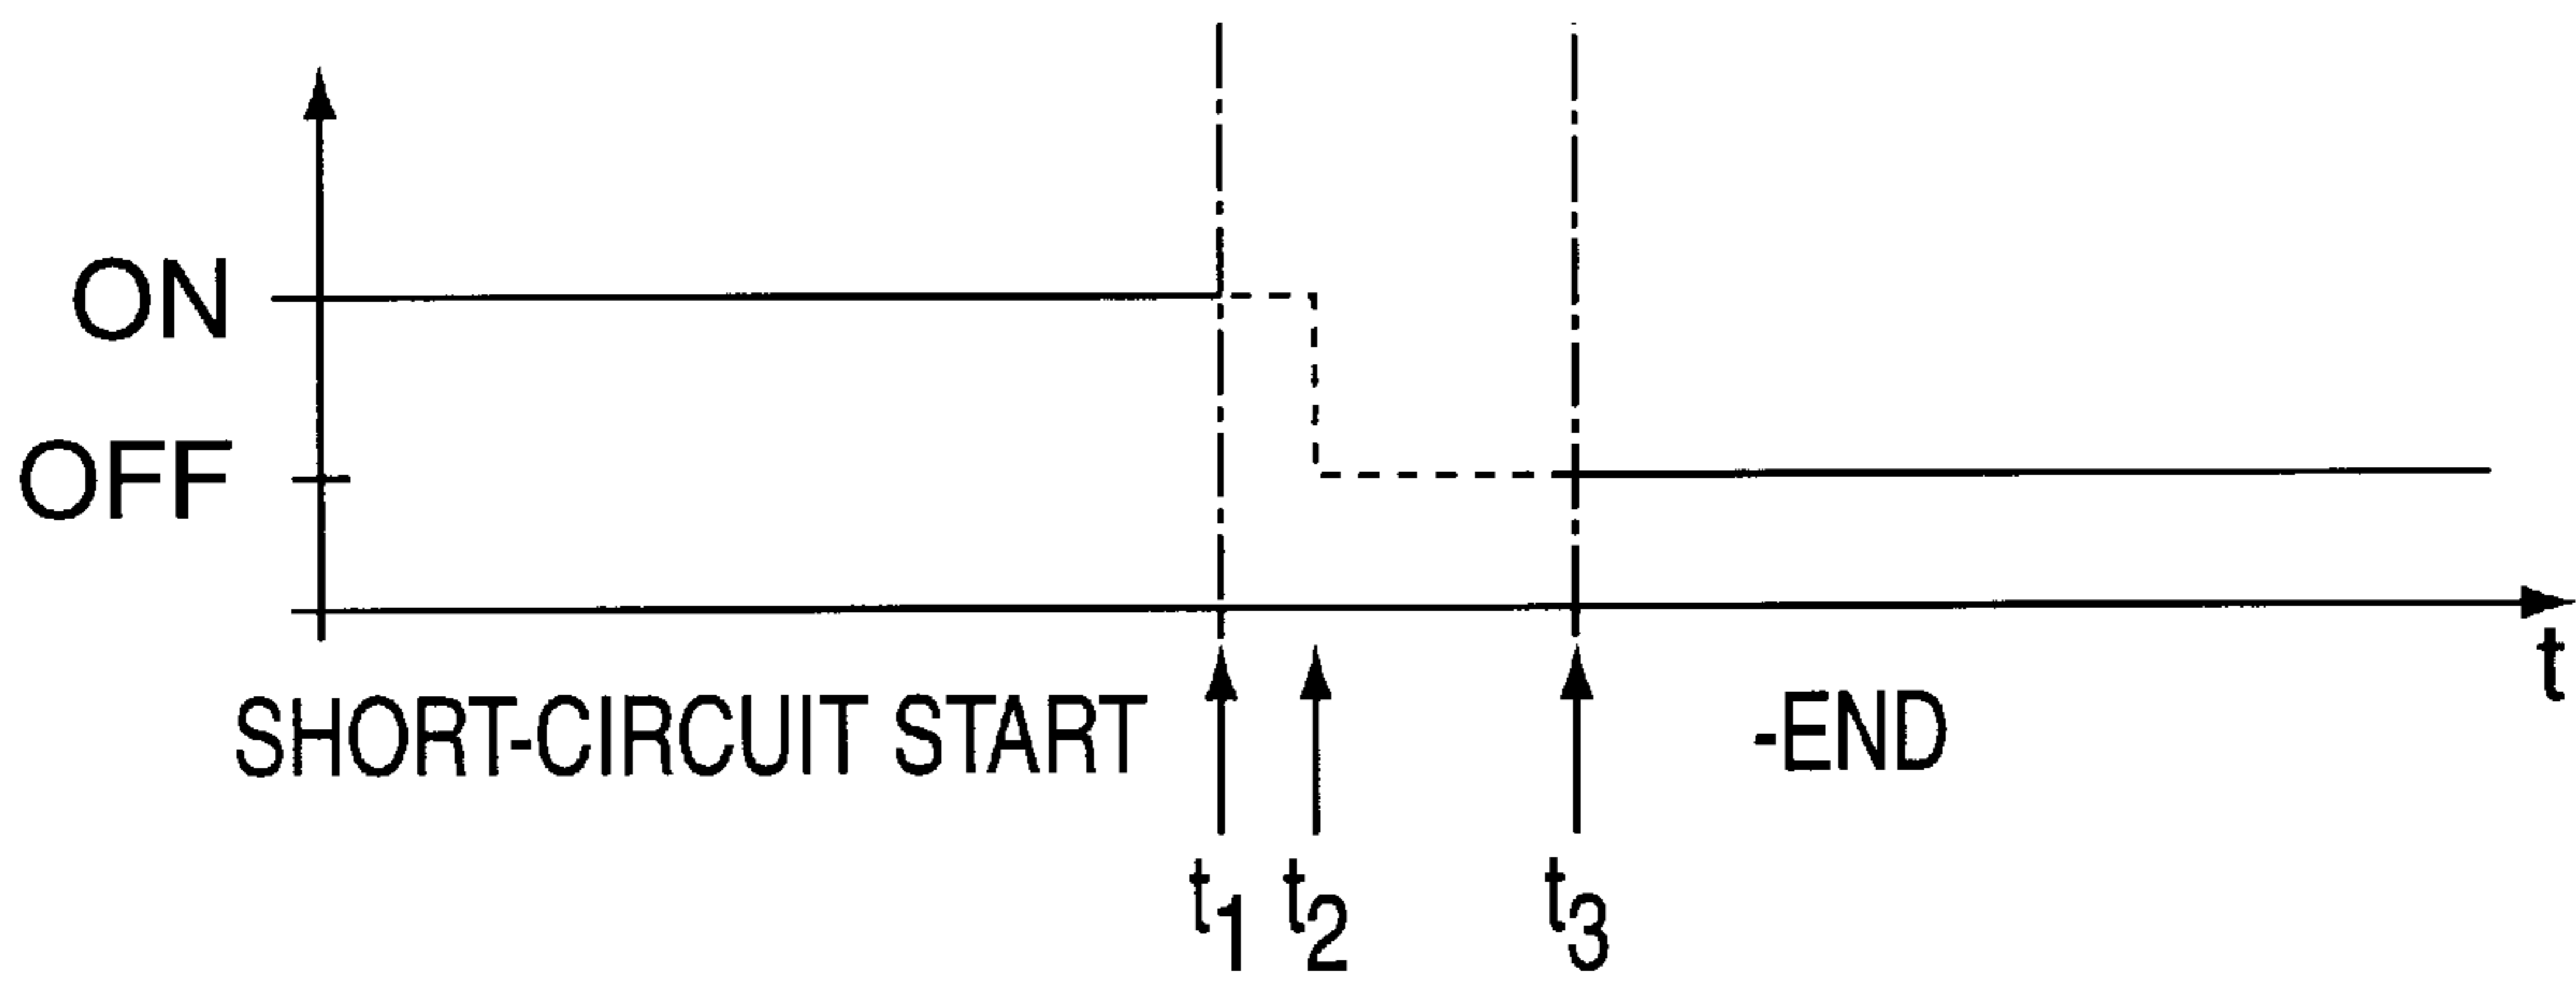 ON
OFF
t
SHORT-CIRCUIT START -END
t1 t2 t3